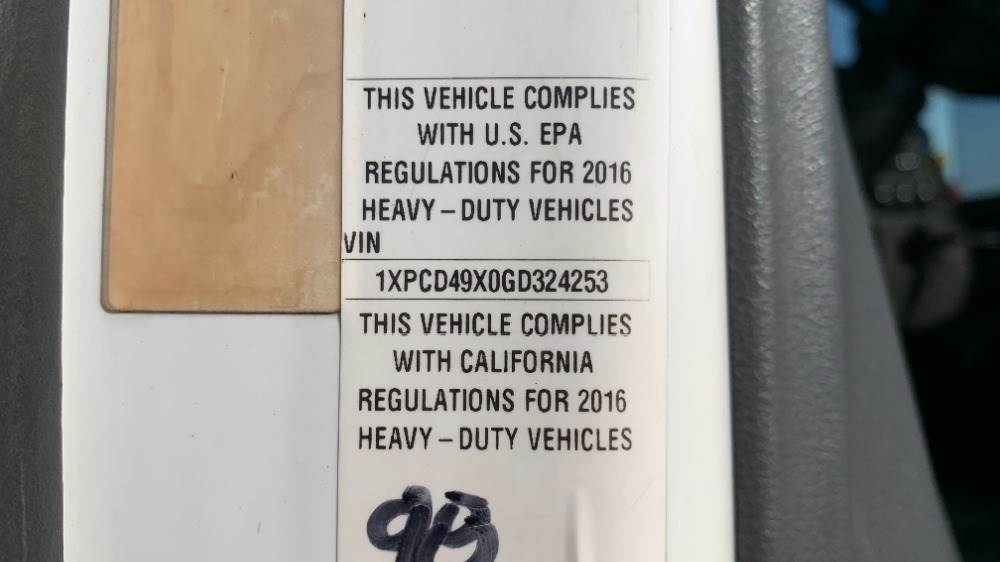 THIS VEHICLE COMPLIES
WITH U.S. EPA
REGULATIONS FOR 2016
HEAVY – DUTY VEHICLES
VIN
1XPCD49X0GD324253
THIS VEHICLE COMPLIES
WITH CALIFORNIA
REGULATIONS FOR 2016
HEAVY – DUTY VEHICLES